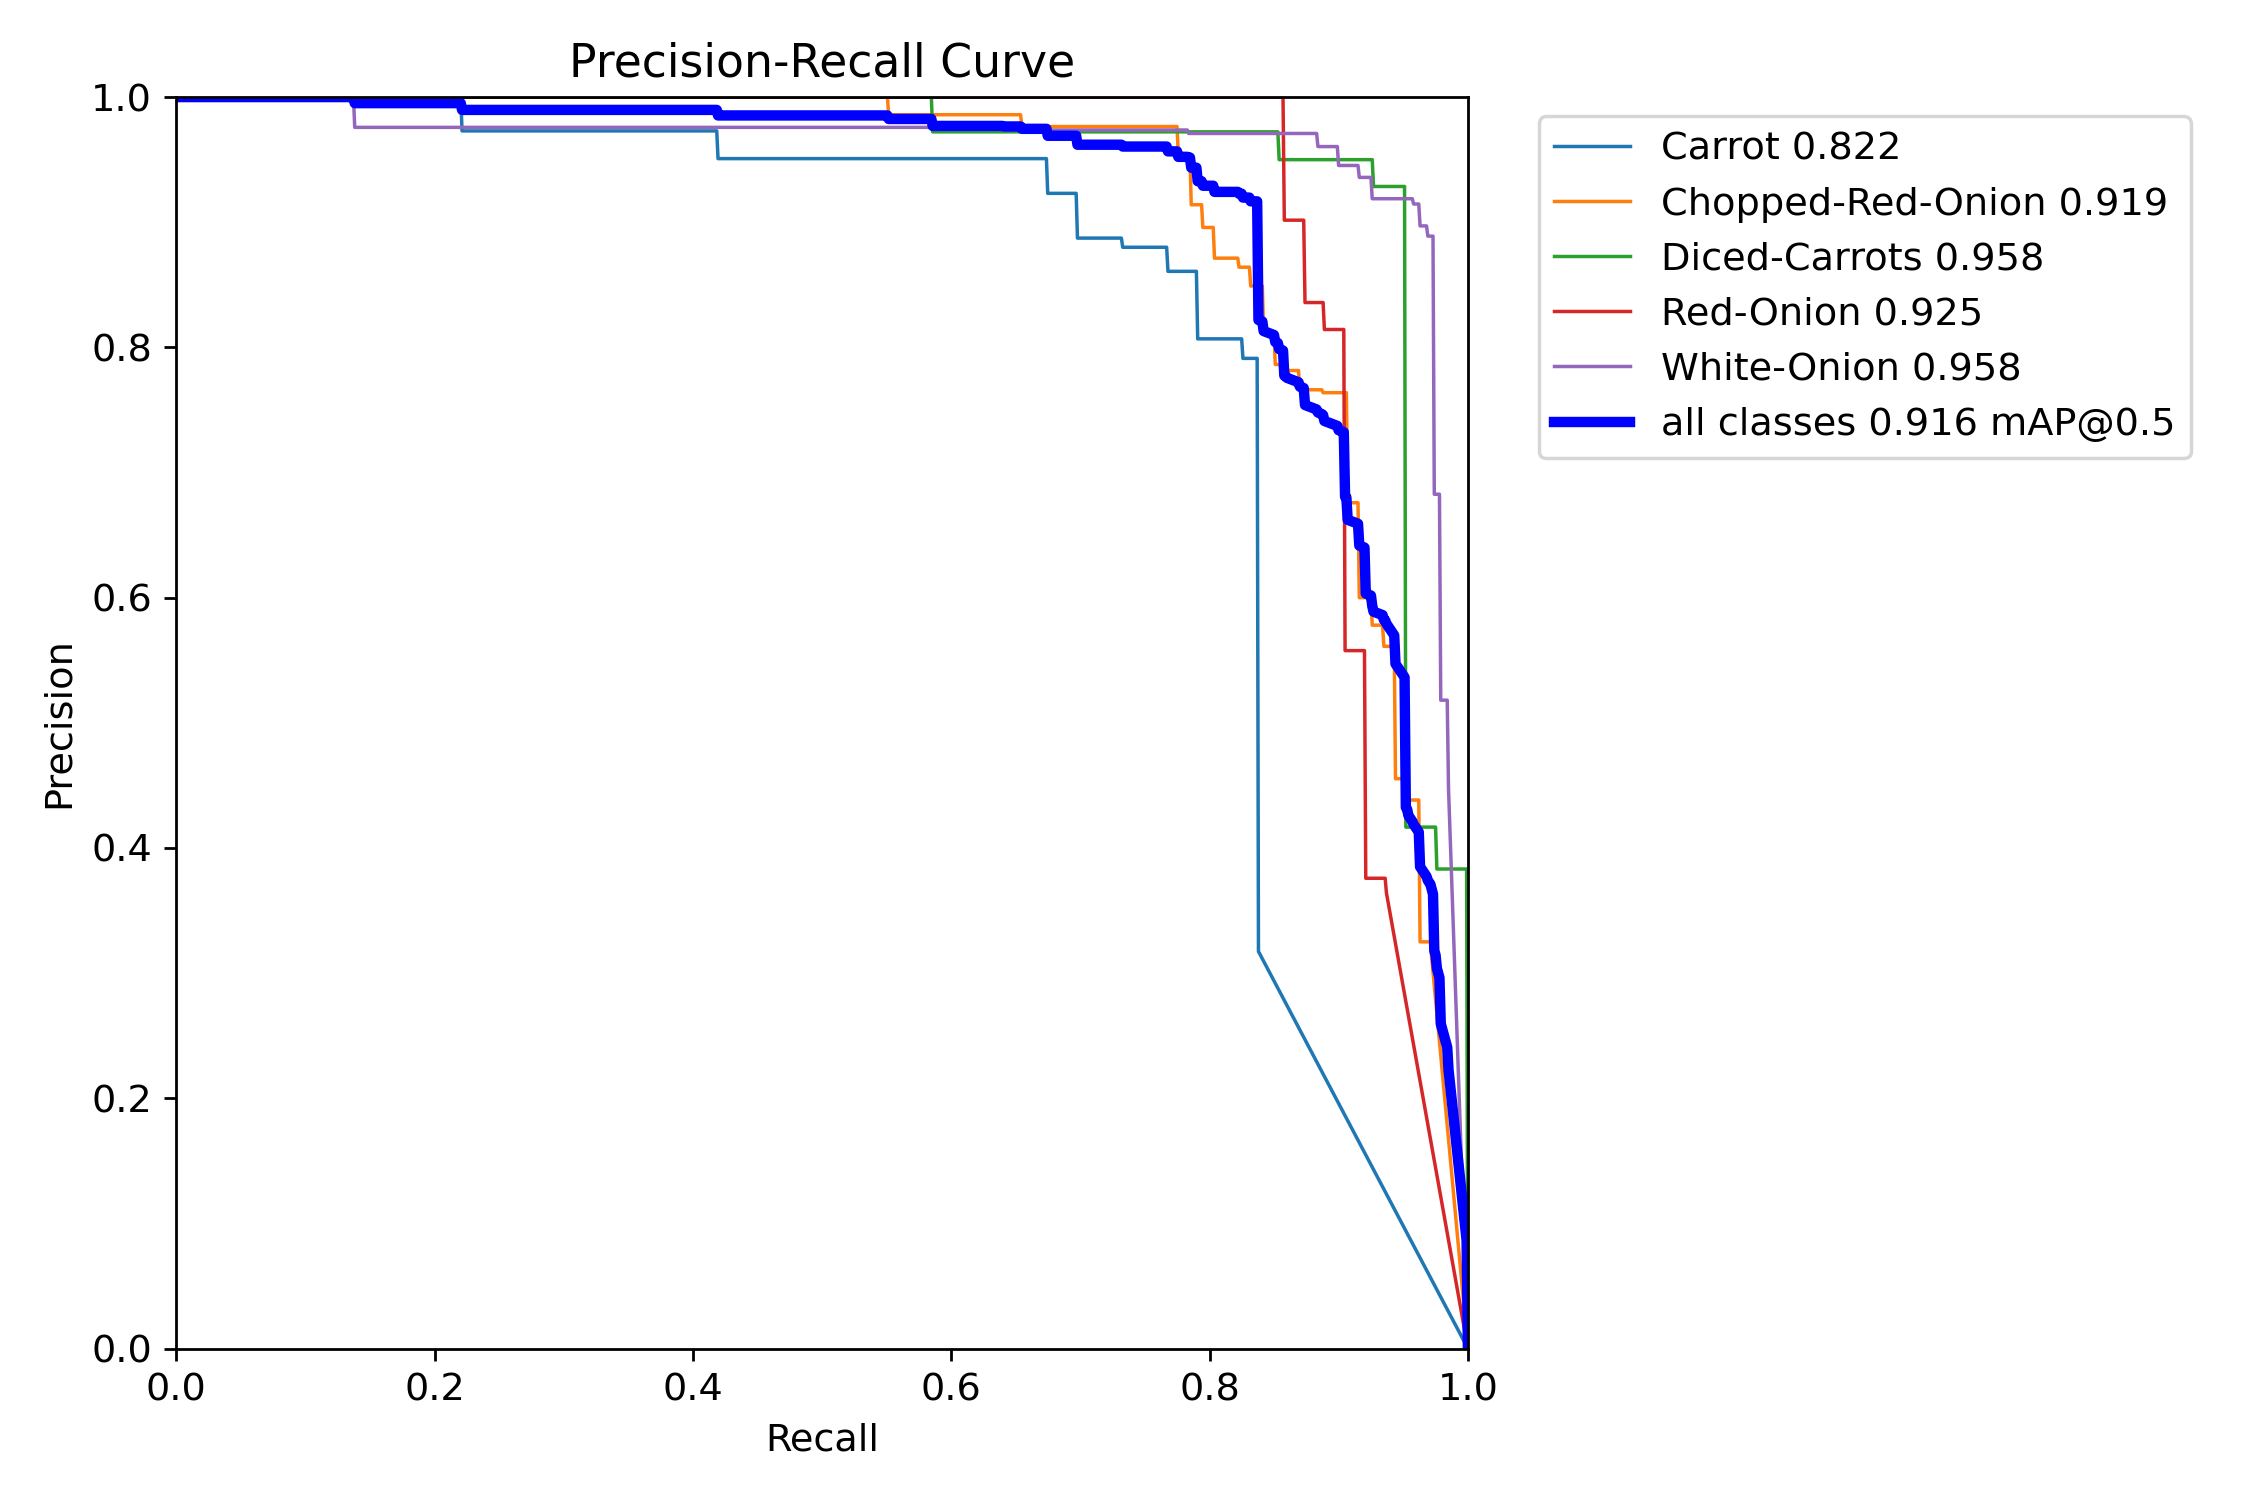 Precision-Recall Curve
1.0
0.8
0.6
0.4
0.2
0.0
Precision
0.0 0.2 0.4 0.6 0.8 1.0
Recall
Carrot 0.822
Chopped-Red-Onion 0.919
Diced-Carrots 0.958
Red-Onion 0.925
White-Onion 0.958
all classes 0.916 mAP@0.5